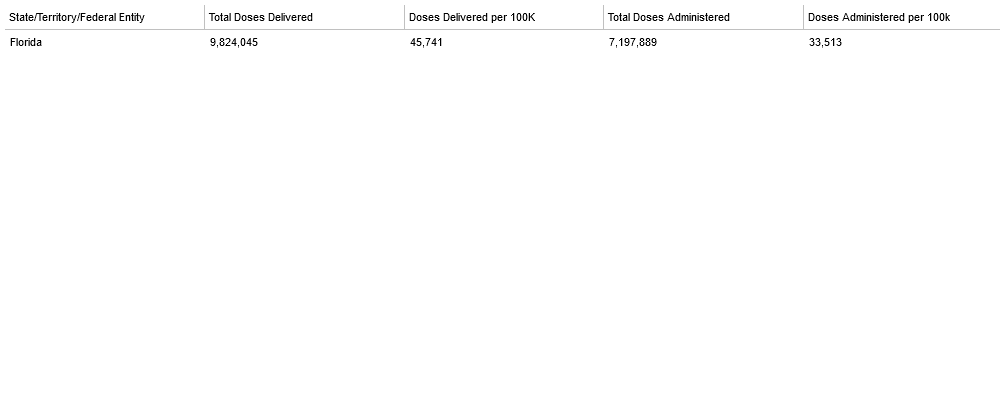 State/Territory/Federal Entity Total Doses Delivered Doses Delivered per 100K Total Doses Administered Doses Administered per 100k
Florida 9,824,045 45,741 7,197,889 33,513